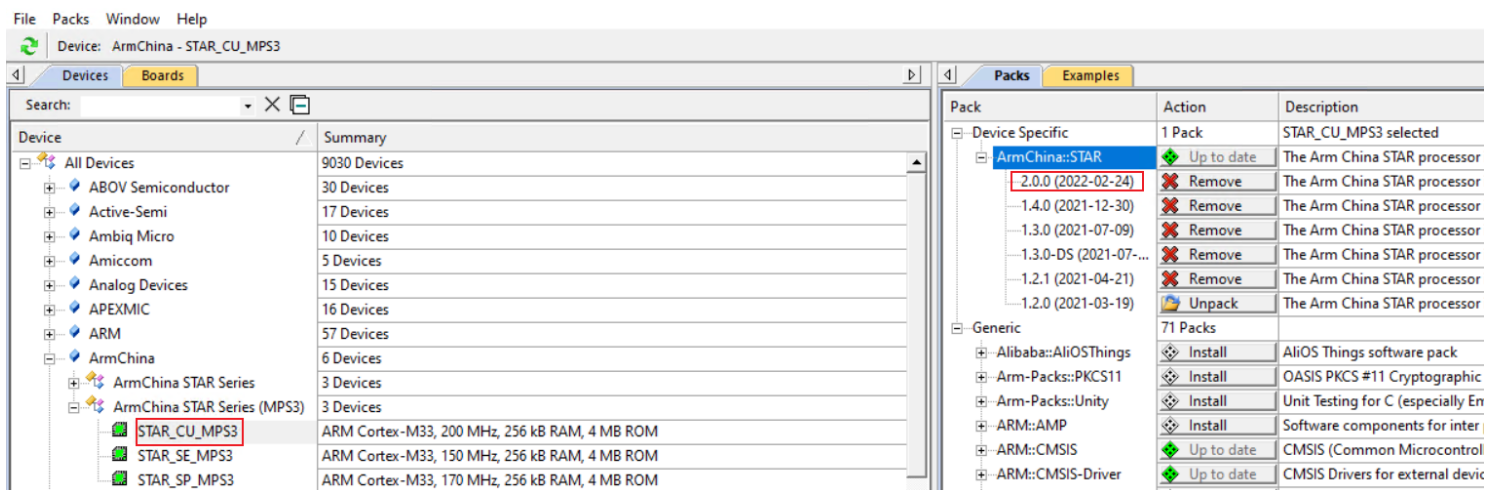 File Packs Window Help
Device: ArmChina - STAR_CU_MPS3
Devices Boards
Search:
Device / Summary
All Devices 9030 Devices
ABOV Semiconductor 30 Devices
Active-Semi 17 Devices
Ambiq Micro 10 Devices
Amiccom 5 Devices
Analog Devices 15 Devices
APEXMIC 16 Devices
ARM 57 Devices
ArmChina 6 Devices
ArmChina STAR Series 3 Devices
ArmChina STAR Series (MPS3) 3 Devices
STAR_CU_MPS3 ARM Cortex-M33, 200 MHz, 256 kB RAM, 4 MB ROM
STAR_SE_MPS3 ARM Cortex-M33, 150 MHz, 256 kB RAM, 4 MB ROM
STAR_SP_MPS3 ARM Cortex-M33, 170 MHz, 256 kB RAM, 4 MB ROM
Packs Examples
Pack Action Description
Device Specific 1 Pack STAR_CU_MPS3 selected
ArmChina::STAR Up to date The Arm China STAR processor
2.0.0 (2022-02-24) Remove The Arm China STAR processor
1.4.0 (2021-12-30) Remove The Arm China STAR processor
1.3.0 (2021-07-09) Remove The Arm China STAR processor
1.3.0-DS (2021-07-... Remove The Arm China STAR processor
1.2.1 (2021-04-21) Remove The Arm China STAR processor
1.2.0 (2021-03-19) Unpack The Arm China STAR processor
Generic 71 Packs
Alibaba::AliOSThings Install AliOS Things software pack
Arm-Packs::PKCS11 Install OASIS PKCS #11 Cryptographic
Arm-Packs::Unity Install Unit Testing for C (especially Em
ARM::AMP Install Software components for inter
ARM::CMSIS Up to date CMSIS (Common Microcontroll
ARM::CMSIS-Driver Up to date CMSIS Drivers for external devic